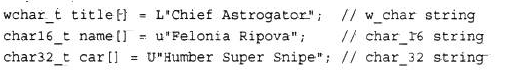 wchar_t title[] = L"Chief Astrogator"; // w_char string
char16_t name[] = u"Felonia Ripova"; // char_16 string
char32_t car[] = U"Humber Super Snipe"; // char_32 string